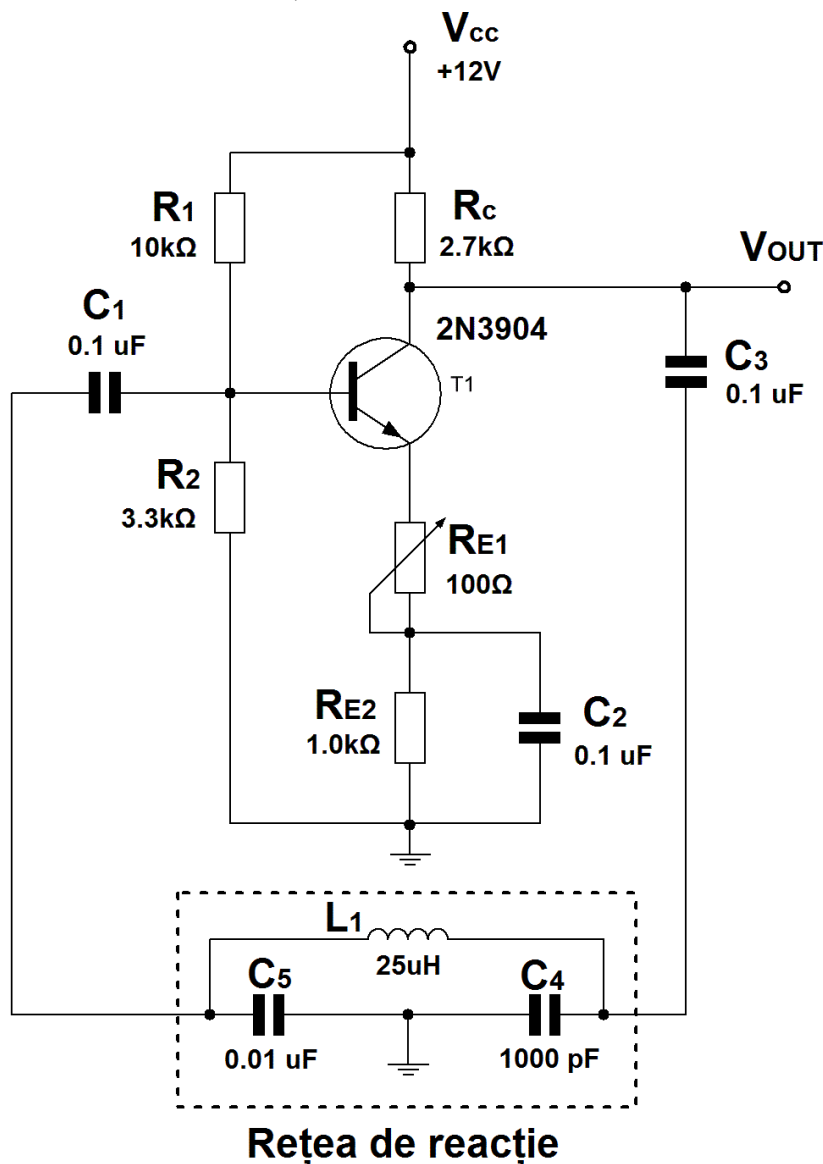 Vcc
+12V
R1
10kΩ
Rc
2.7kΩ
VOUT
C1
0.1 uF
2N3904
T1
C3
0.1 uF
R2
3.3kΩ
RE1
100Ω
RE2
1.0kΩ
C2
0.1 uF
L1
25uH
C5
0.01 uF
C4
1000 pF
Rețea de reacție